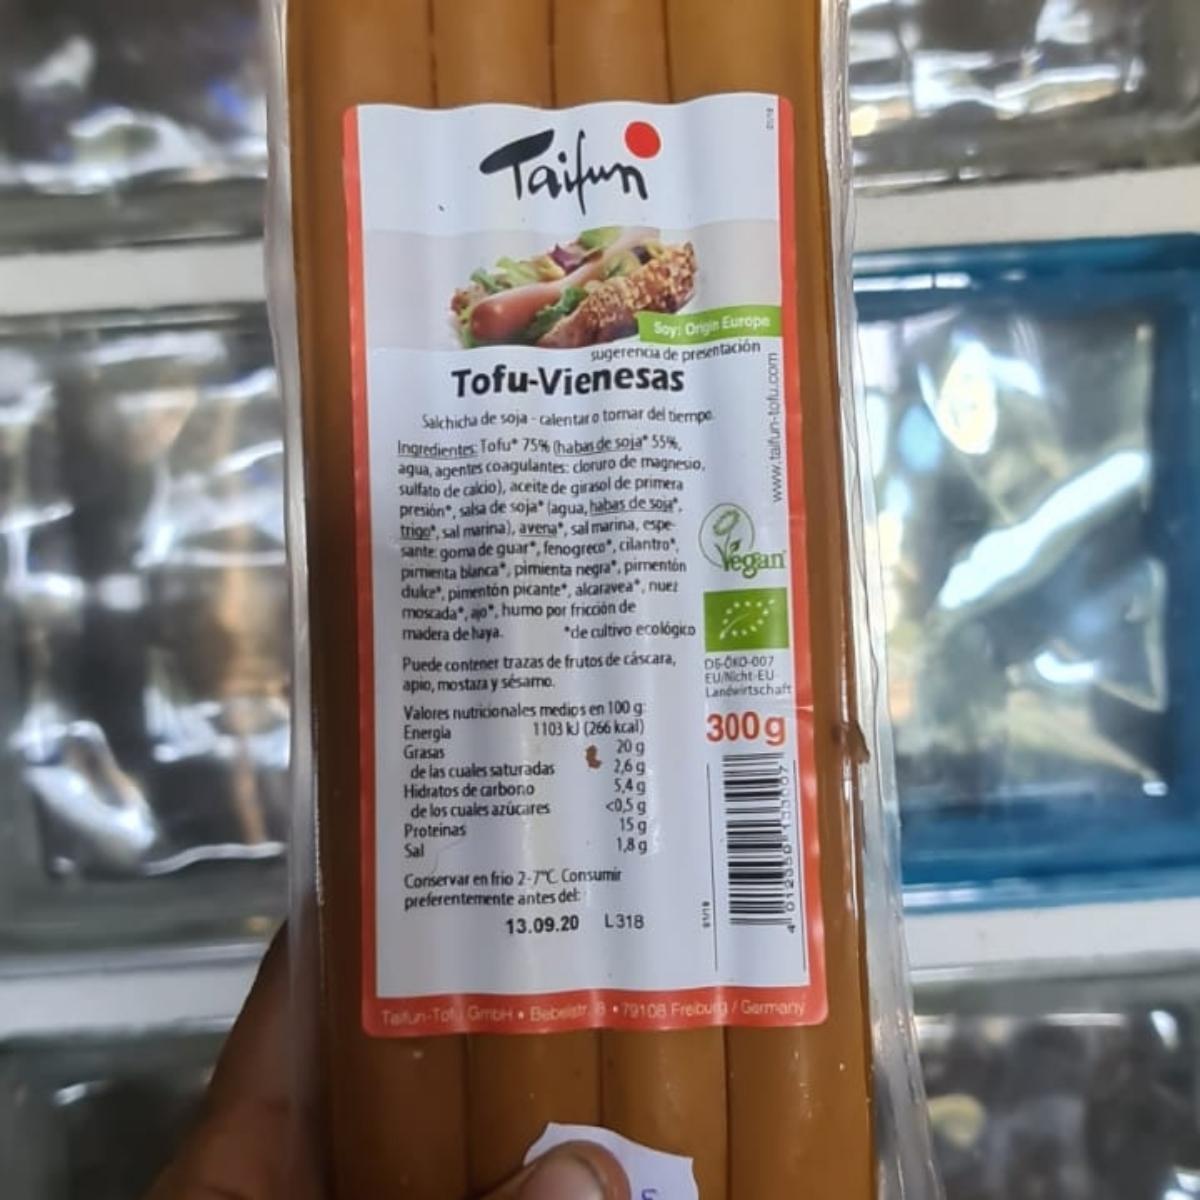 Taifun
Soy: Origin Europe
sugerencia de presentación
Tofu-Vienesas
Salchicha de soja - calentar o tomar del tiempo.
Ingredientes: Tofu* 75% (habas de soja* 55%,
agua, agentes coagulantes: cloruro de magnesio,
sulfato de calcio), aceite de girasol de primera
presión*, salsa de soja* (agua, habas de soja*,
trigo*, sal marina), avena*, sal marina, espe-
sante: goma de guar*, fenogreco*, cilantro*,
pimienta blanca*, pimienta negra*, pimentón
dulce*, pimentón picante*, alcaravea*, nuez
moscada*, ajo*, humo por fricción de
madera de haya. *de cultivo ecológico
Puede contener trazas de frutos de cáscara,
apio, mostaza y sésamo.
Valores nutricionales medios en 100 g:
Energía 1103 kJ (266 kcal)
Grasas 20 g
de las cuales saturadas 2,6 g
Hidratos de carbono 5,4 g
de los cuales azúcares <0,5 g
Proteínas 15 g
Sal 1,8 g
Conservar en frío 2-7°C. Consumir
preferentemente antes del:
13.09.20 L318
www.taifun-tofu.com
Vegan
DE-ÖKO-007
EU/Nicht-EU
Landwirtschaft
300 g
Taifun-Tofu GmbH • Bebelstr. 8 • 79108 Freiburg / Germany